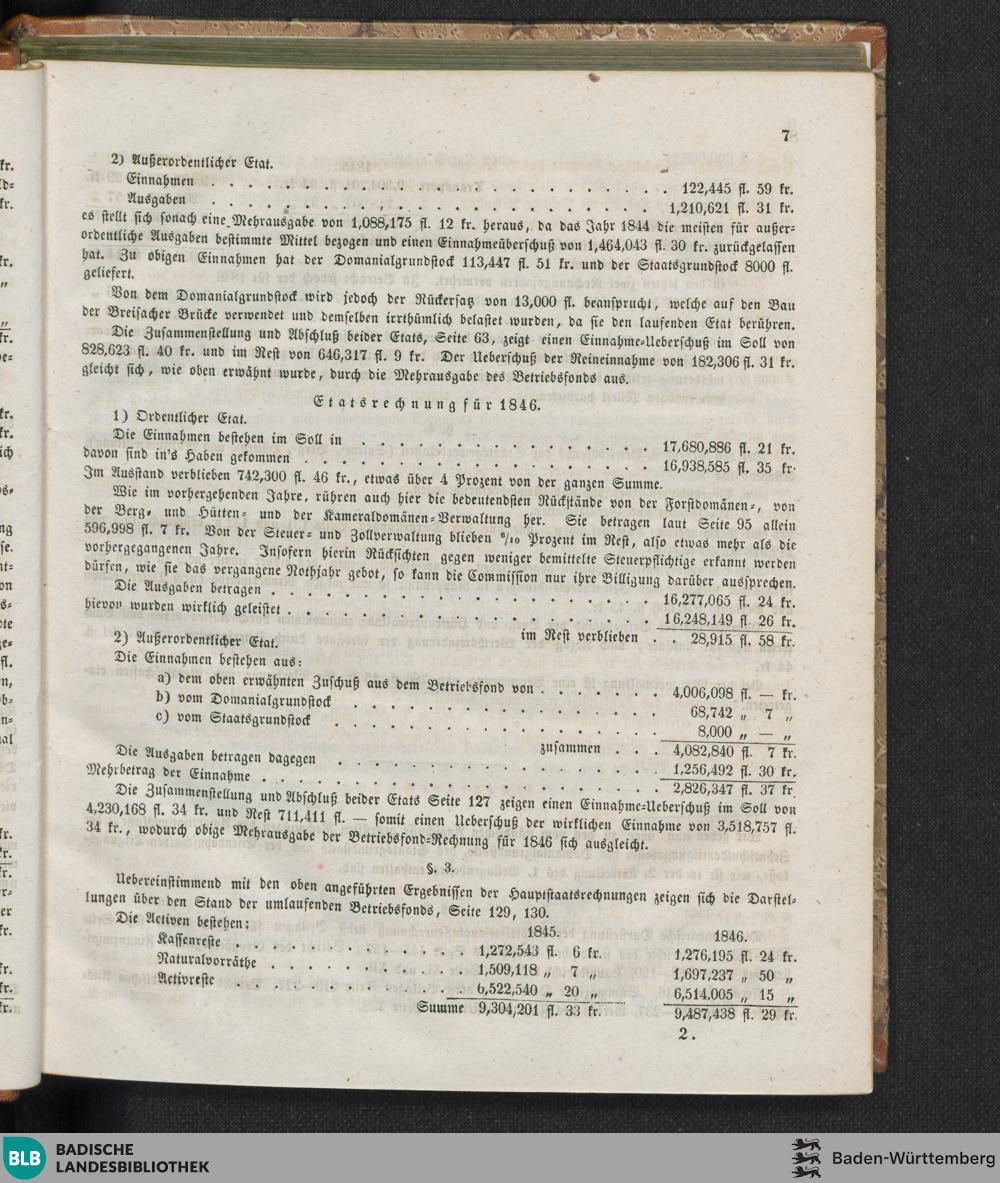 7
2) Außerordentlicher Etat.
Einnahmen . . . . . . . . . . . . . . . . . . . . 122,445 fl. 59 kr.
Ausgaben . . . . . . . . . . . . . . . . . . . . 1,210,621 fl. 31 kr.
es stellt sich sonach eine Mehrausgabe von 1,088,175 fl. 12 kr. heraus, da das Jahr 1844 die meisten für außer-
ordentliche Ausgaben bestimmte Mittel bezogen und einen Einnahmeüberschuß von 1,464,043 fl. 30 kr. zurückgelassen
hat. Zu obigen Einnahmen hat der Domanialgrundstock 113,447 fl. 51 kr. und der Staatsgrundstock 8000 fl.
geliefert.
Von dem Domanialgrundstock wird jedoch der Rückersatz von 13,000 fl. beansprucht, welche auf den Bau
der Breisacher Brücke verwendet und demselben irrthümlich belastet wurden, da sie den laufenden Etat berühren.
Die Zusammenstellung und Abschluß beider Etats, Seite 63, zeigt einen Einnahme-Ueberschuß im Soll von
828,623 fl. 40 kr. und im Rest von 646,317 fl. 9 kr. Der Ueberschuß der Reineinnahme von 182,306 fl. 31 kr.
gleicht sich, wie oben erwähnt wurde, durch die Mehrausgabe des Betriebsfonds aus.
Etatsrechnung für 1846.
1) Ordentlicher Etat.
Die Einnahmen bestehen im Soll in . . . . . . . . . . . . . . 17,680,886 fl. 21 kr.
davon sind in's Haben gekommen . . . . . . . . . . . . . . . . 16,938,585 fl. 35 kr.
Im Ausstand verblieben 742,300 fl. 46 kr., etwas über 4 Prozent von der ganzen Summe.
Wie im vorhergehenden Jahre, rühren auch hier die bedeutendsten Rückstände von der Forstdomänen-, von
der Berg- und Hütten- und der Kameraldomänen-Verwaltung her. Sie betragen laut Seite 95 allein
596,998 fl. 7 kr. Von der Steuer- und Zollverwaltung blieben 6/10 Prozent im Rest, also etwas mehr als die
vorhergegangenen Jahre. Insofern hierin Rücksichten gegen weniger bemittelte Steuerpflichtige erkannt werden
dürfen, wie sie das vergangene Nothjahr gebot, so kann die Commission nur ihre Billigung darüber aussprechen.
Die Ausgaben betragen . . . . . . . . . . . . . . . . . 16,277,065 fl. 24 kr.
hievon wurden wirklich geleistet . . . . . . . . . . . . . . . . 16,248,149 fl. 26 kr.
im Rest verblieben . . 28,915 fl. 58 kr.
2) Außerordentlicher Etat.
Die Einnahmen bestehen aus:
a) dem oben erwähnten Zuschuß aus dem Betriebsfond von . . . . . . 4,006,098 fl. — kr.
b) vom Domanialgrundstock . . . . . . . . . . . . . . 68,742 „ 7 „
c) vom Staatsgrundstock . . . . . . . . . . . . . . 8,000 „ — „
zusammen . . . 4,082,840 fl. 7 kr.
Die Ausgaben betragen dagegen . . . . . . . . . . . . . . 1,256,492 fl. 30 kr.
Mehrbetrag der Einnahme . . . . . . . . . . . . . . . . . 2,826,347 fl. 37 kr.
Die Zusammenstellung und Abschluß beider Etats Seite 127 zeigen einen Einnahme-Ueberschuß im Soll von
4,230,168 fl. 34 kr. und Rest 711,411 fl. — somit einen Ueberschuß der wirklichen Einnahme von 3,518,757 fl.
34 kr., wodurch obige Mehrausgabe der Betriebsfond-Rechnung für 1846 sich ausgleicht.
§. 3.
Uebereinstimmend mit den oben angeführten Ergebnissen der Hauptstaatsrechnungen zeigen sich die Darstel-
lungen über den Stand der umlaufenden Betriebsfonds, Seite 129, 130.
Die Activen bestehen: 1845. 1846.
Kassenreste . . . . . . . . . 1,272,543 fl. 6 kr. 1,276,195 fl. 24 kr.
Naturalvorräthe . . . . . . . . 1,509,118 „ 7 „ 1,697,237 „ 50 „
Activreste . . . . . . . . . 6,522,540 „ 20 „ 6,514,005 „ 15 „
Summe 9,304,201 fl. 33 kr. 9,487,438 fl. 29 kr.
2.
BLB BADISCHE
LANDESBIBLIOTHEK
Baden-Württemberg